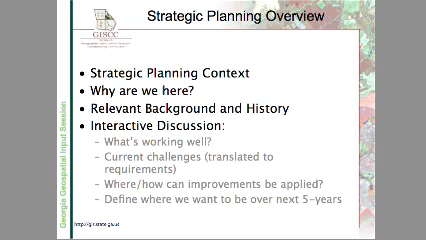 Strategic Planning Overview
GISCC
• Strategic Planning Context
• Why are we here?
• Relevant Background and History
• Interactive Discussion:
– What's working well?
– Current challenges (translated to
requirements)
– Where/how can improvements be applied?
– Define where we want to be over next 5-years
Georgia Geospatial Input Session